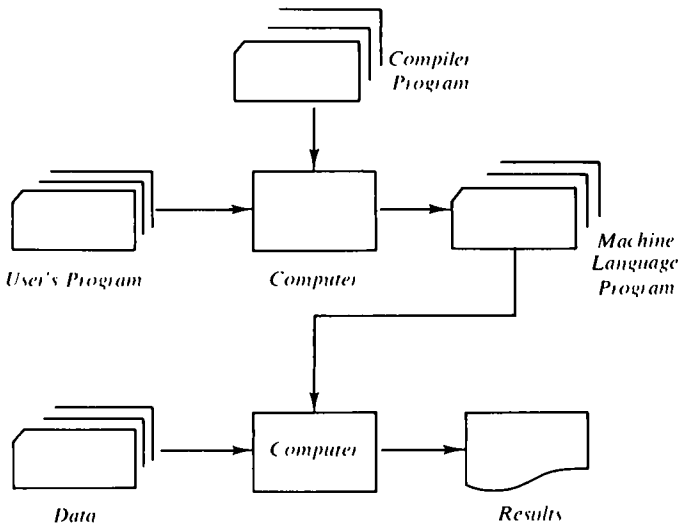 Compiler
Program
User's Program
Computer
Machine
Language
Program
Computer
Data
Results